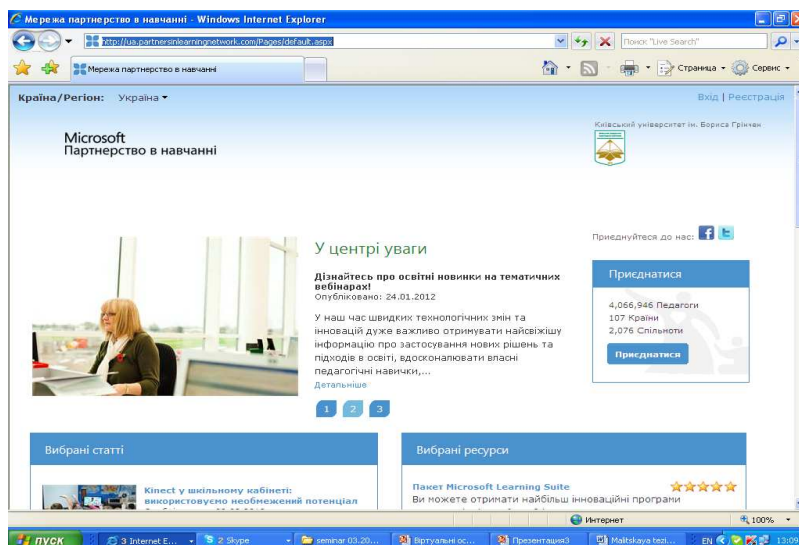 Мережа партнерство в навчанні - Windows Internet Explorer
http://ua.partnersinlearningnetwork.com/Pages/default.aspx
Поиск "Live Search"
Мережа партнерство в навчанні
Страница
Сервис
Країна/Регіон: Україна
Вхід | Реєстрація
Київський університет ім. Бориса Грінчен
Microsoft
Партнерство в навчанні
Приєднуйтеся до нас:
У центрі уваги
Дізнайтесь про освітні новинки на тематичних
вебінарах!
Опубліковано: 24.01.2012
У наш час швидких технологічних змін та
інновацій дуже важливо отримувати найсвіжішу
інформацію про застосування нових рішень та
підходів в освіті, вдосконалювати власні
педагогічні навички,...
Детальніше
1 2 3
Приєднатися
4,066,946 Педагоги
107 Країни
2,076 Спільноти
Приєднатися
Вибрані статті
Kinect у шкільному кабінеті:
використовуємо необмежений потенціал
Вибрані ресурси
Пакет Microsoft Learning Suite
Ви можете отримати найбільш інноваційні програми
Интернет
100%
пуск
3 Internet E...
2 Skype
seminar 03.20...
Віртуальні ос...
Презентация3
Malitskaya tezi...
EN
13:09